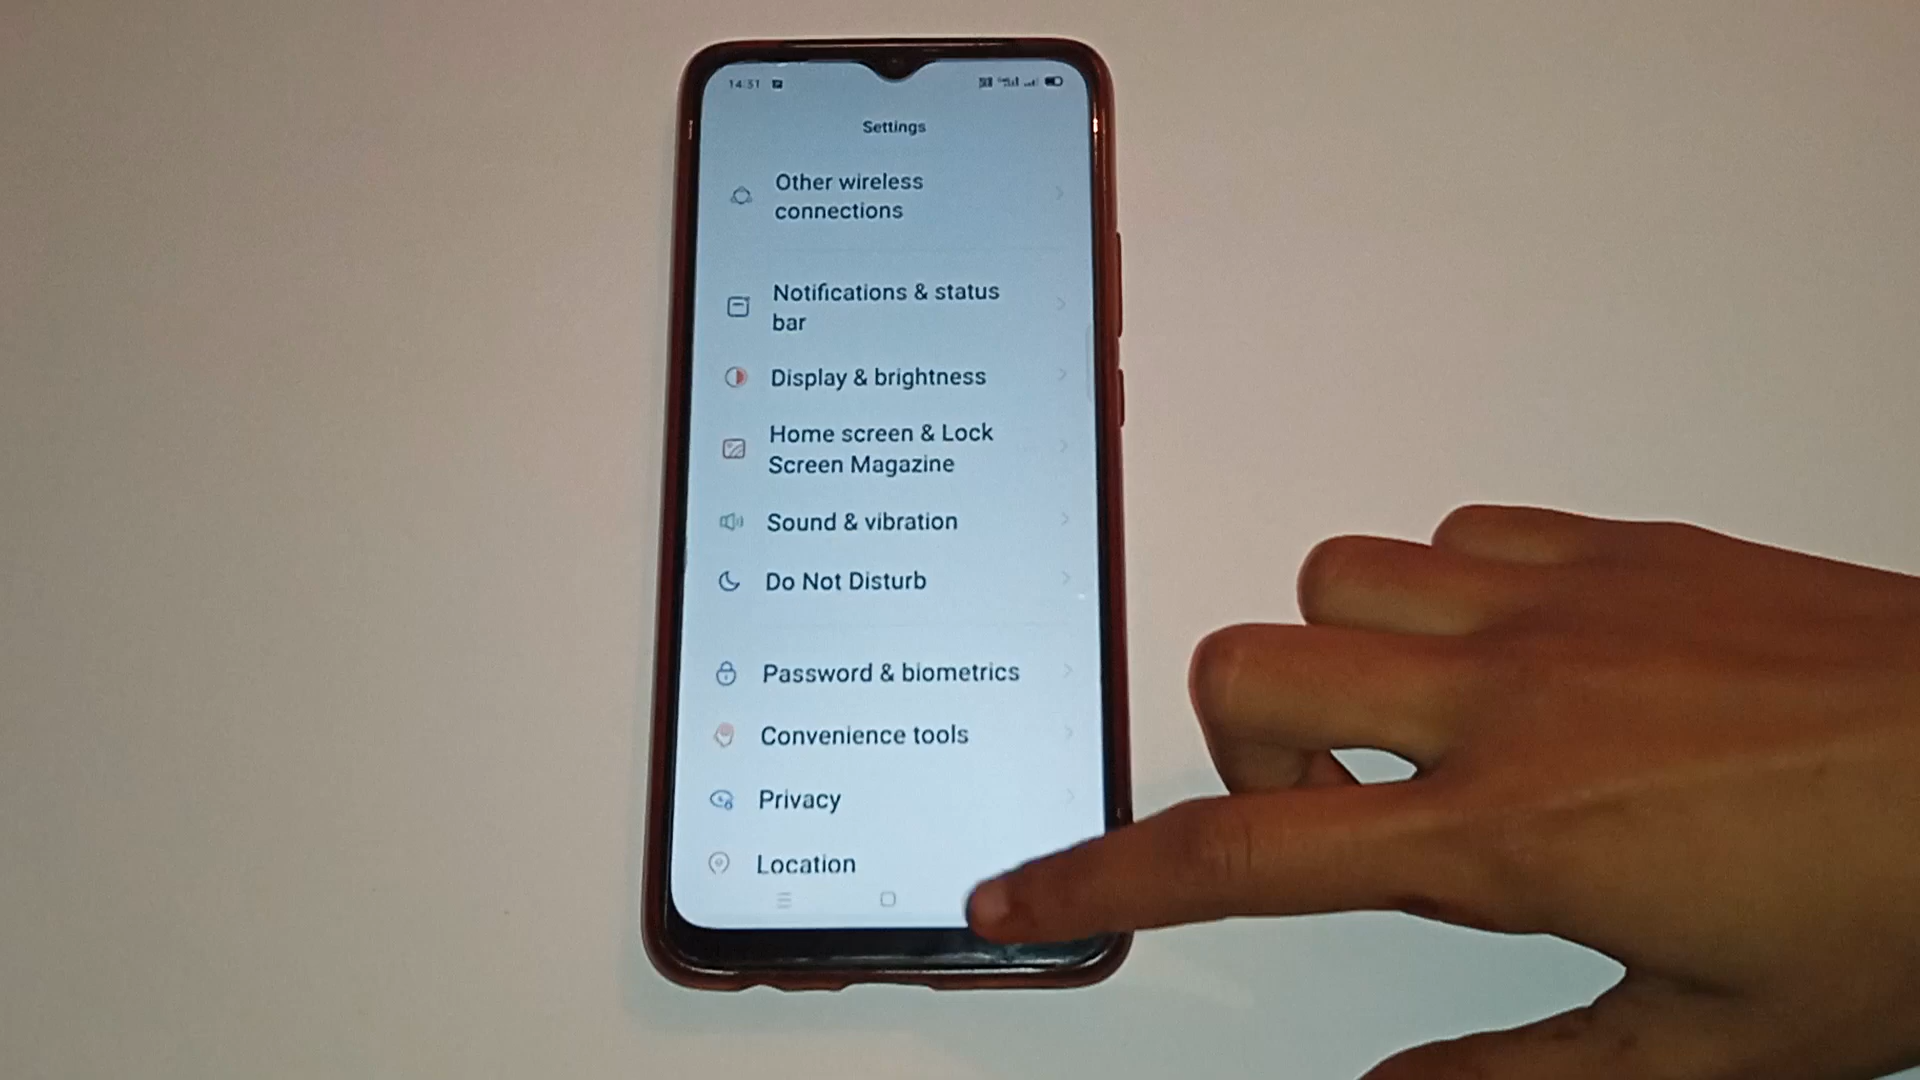 14:51
Settings
Other wireless
connections
Notifications & status
bar
Display & brightness
Home screen & Lock
Screen Magazine
Sound & vibration
Do Not Disturb
Password & biometrics
Convenience tools
Privacy
Location